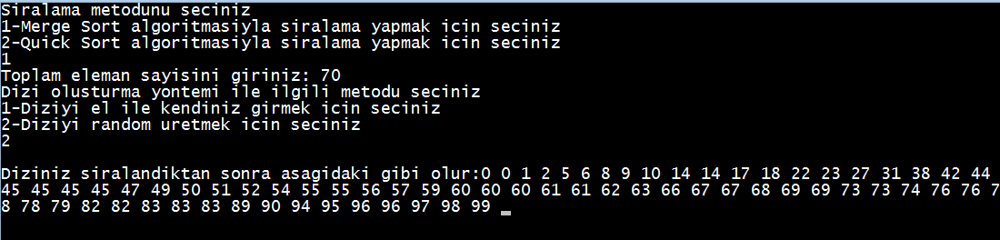 Siralama metodunu seciniz
1-Merge Sort algoritmasiyla siralama yapmak icin seciniz
2-Quick Sort algoritmasiyla siralama yapmak icin seciniz
1
Toplam eleman sayisini giriniz: 70
Dizi olusturma yontemi ile ilgili metodu seciniz
1-Diziyi el ile kendiniz girmek icin seciniz
2-Diziyi random uretmek icin seciniz
2
Diziniz siralandiktan sonra asagidaki gibi olur:0 0 1 2 5 6 8 9 10 14 14 17 18 22 23 27 31 38 42 44
45 45 45 45 47 49 50 51 52 54 55 55 56 57 59 60 60 60 61 61 62 63 66 67 67 68 69 69 73 73 74 76 76 7
8 78 79 82 82 83 83 83 89 90 94 95 96 96 97 98 99